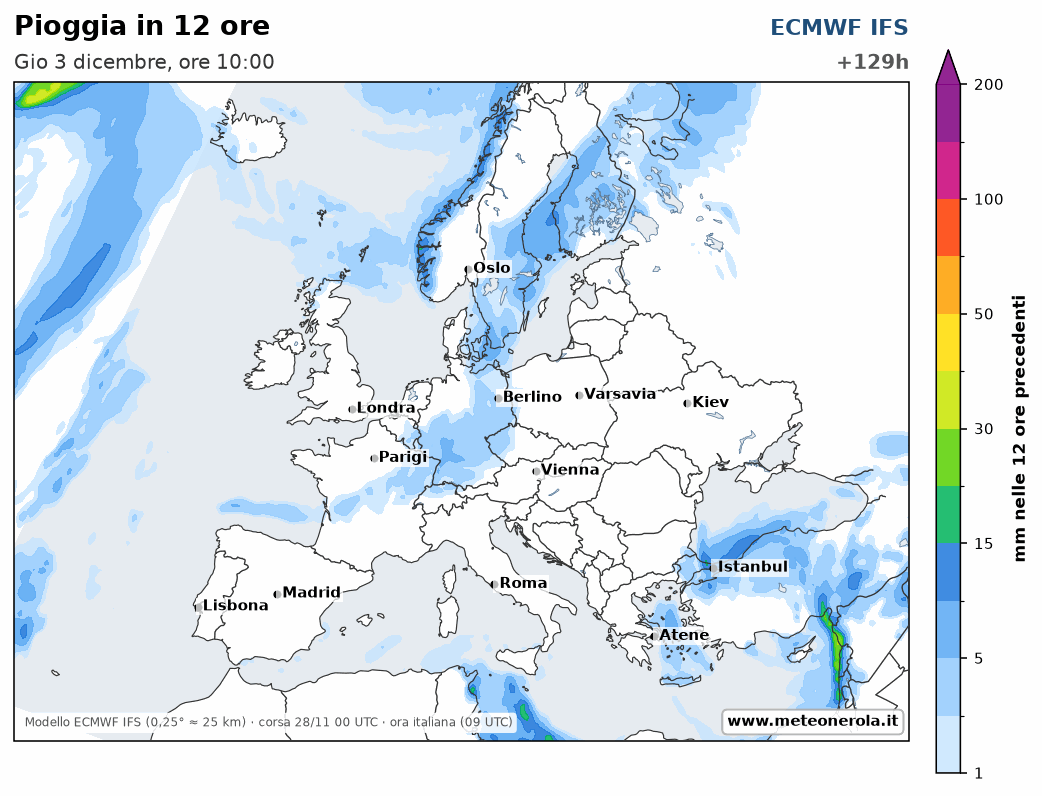 Pioggia in 12 ore
ECMWF IFS
Gio 3 dicembre, ore 10:00
+129h
200
100
50
30
15
5
1
mm nelle 12 ore precedenti
Oslo
Berlino
Varsavia
Kiev
Londra
Parigi
Vienna
Istanbul
Roma
Madrid
Lisbona
Atene
Modello ECMWF IFS (0,25° ≈ 25 km) · corsa 28/11 00 UTC · ora italiana (09 UTC)
www.meteonerola.it